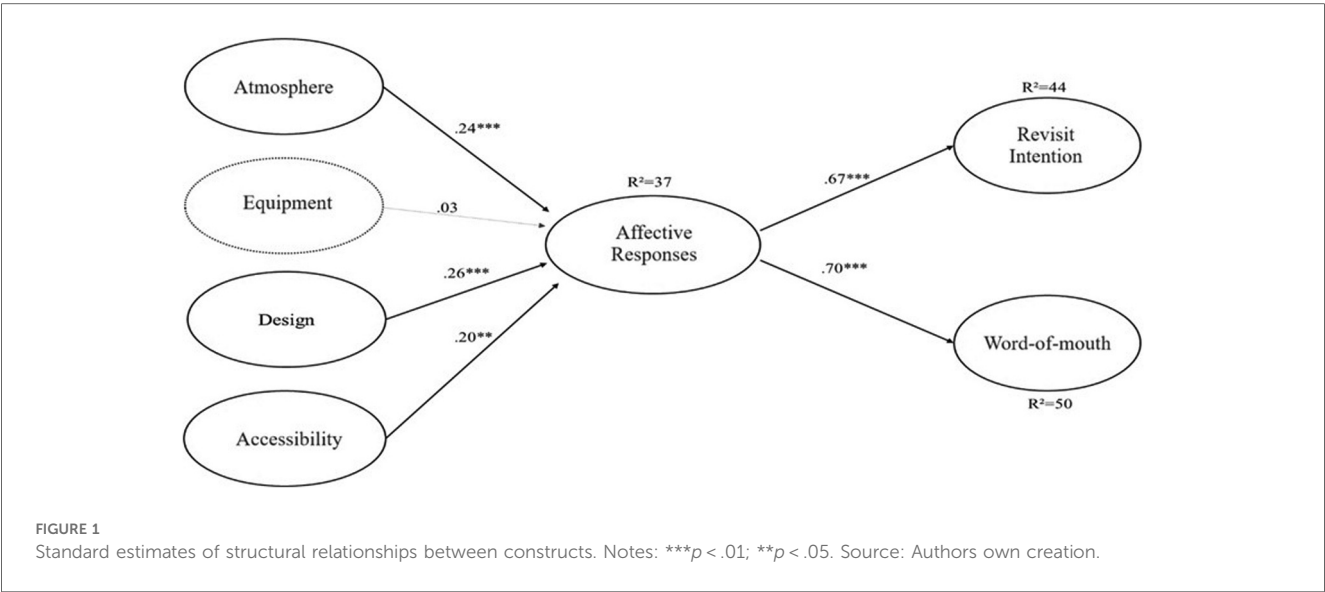 Atmosphere
.24***
Equipment
.03
Design
.26***
Accessibility
.20**
R²=37
Affective
Responses
.67***
.70***
R²=44
Revisit
Intention
Word-of-mouth
R²=50
FIGURE 1
Standard estimates of structural relationships between constructs. Notes: ***p < .01; **p < .05. Source: Authors own creation.